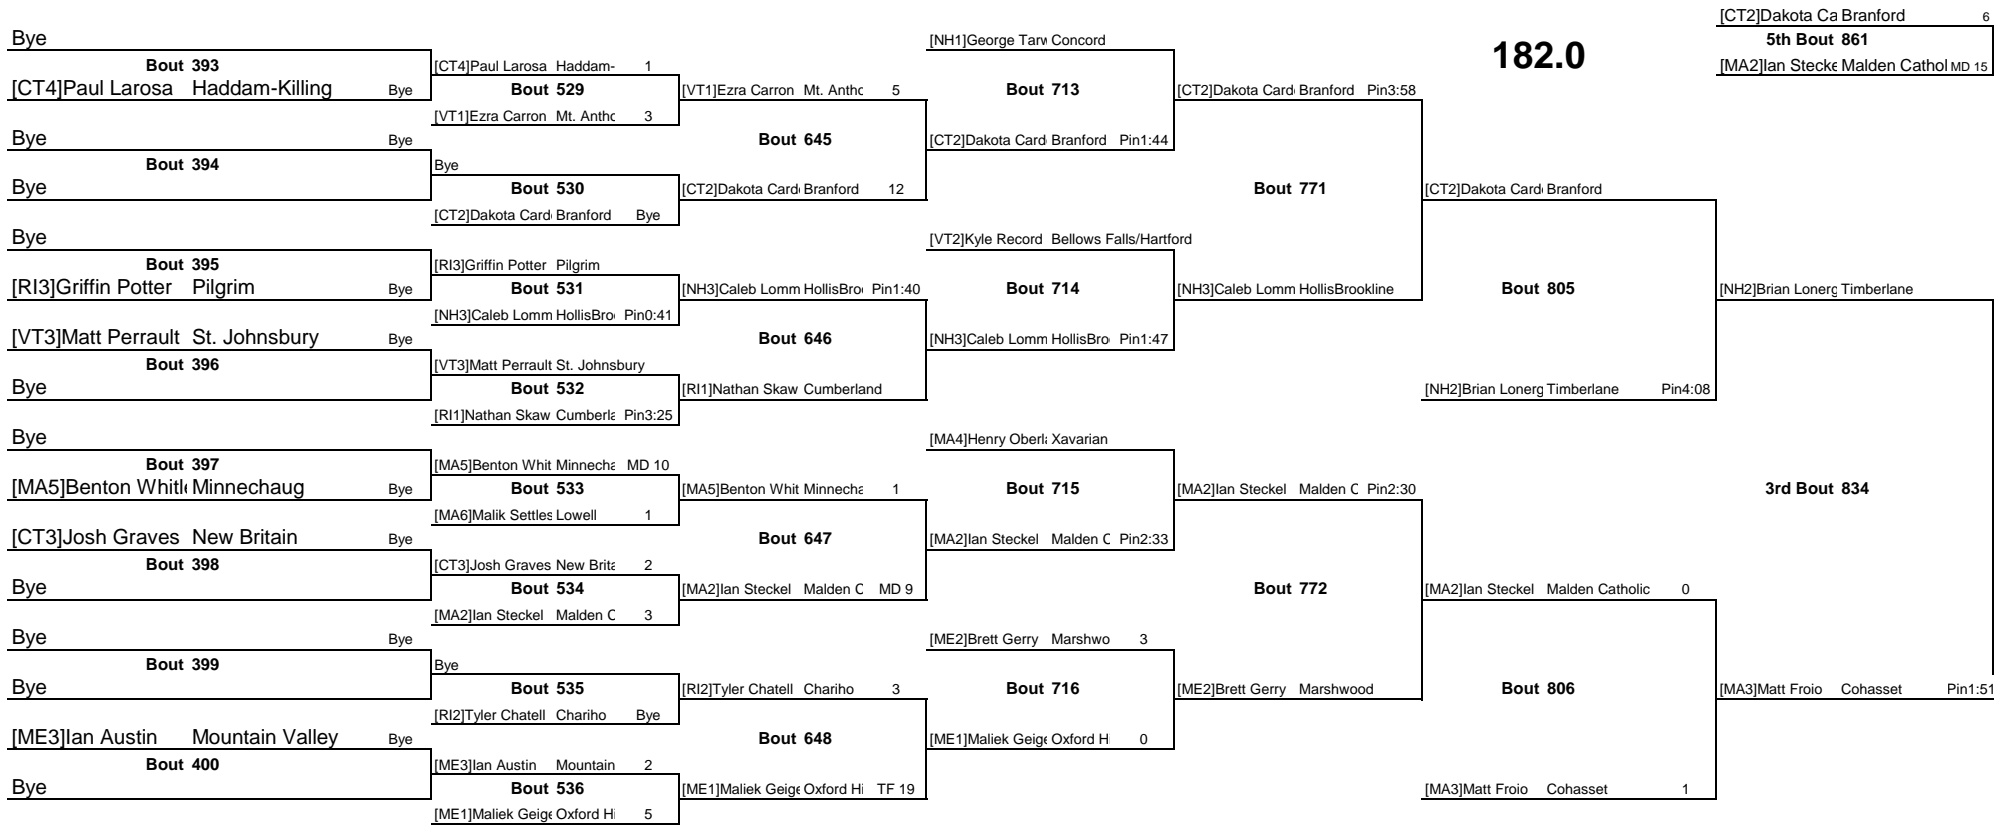 [CT2]Dakota Ca Branford 6
Bye
[NH1]George Tarw Concord
182.0
5th Bout 861
Bout 393
[CT4]Paul Larosa Haddam- 1
[MA2]Ian Stecke Malden Cathol MD 15
[CT4]Paul Larosa Haddam-Killing Bye
Bout 529
[VT1]Ezra Carron Mt. Anthc 5
Bout 713
[CT2]Dakota Card Branford Pin3:58
[VT1]Ezra Carron Mt. Anthc 3
Bye Bye
Bout 645
[CT2]Dakota Card Branford Pin1:44
Bout 394
Bye
Bye
Bout 530
[CT2]Dakota Card Branford 12
Bout 771
[CT2]Dakota Card Branford
[CT2]Dakota Card Branford Bye
Bye
[VT2]Kyle Record Bellows Falls/Hartford
Bout 395
[RI3]Griffin Potter Pilgrim
[RI3]Griffin Potter Pilgrim Bye
Bout 531
[NH3]Caleb Lomm HollisBro Pin1:40
Bout 714
[NH3]Caleb Lomm HollisBrookline
Bout 805
[NH2]Brian Lonerg Timberlane
[NH3]Caleb Lomm HollisBro Pin0:41
[VT3]Matt Perrault St. Johnsbury Bye
Bout 646
[NH3]Caleb Lomm HollisBro Pin1:47
Bout 396
[VT3]Matt Perrault St. Johnsbury
Bye
Bout 532
[RI1]Nathan Skaw Cumberland
[NH2]Brian Lonerg Timberlane Pin4:08
[RI1]Nathan Skaw Cumberla Pin3:25
Bye
[MA4]Henry Oberla Xavarian
Bout 397
[MA5]Benton Whit Minnecha MD 10
[MA5]Benton Whitl Minnechaug Bye
Bout 533
[MA5]Benton Whit Minnecha 1
Bout 715
[MA2]Ian Steckel Malden C Pin2:30
3rd Bout 834
[MA6]Malik Settles Lowell 1
[CT3]Josh Graves New Britain Bye
Bout 647
[MA2]Ian Steckel Malden C Pin2:33
Bout 398
[CT3]Josh Graves New Brita 2
Bye
Bout 534
[MA2]Ian Steckel Malden C MD 9
Bout 772
[MA2]Ian Steckel Malden Catholic 0
[MA2]Ian Steckel Malden C 3
Bye Bye
[ME2]Brett Gerry Marshwo 3
Bout 399
Bye
Bye
Bout 535
[RI2]Tyler Chatell Chariho 3
Bout 716
[ME2]Brett Gerry Marshwood
Bout 806
[MA3]Matt Froio Cohasset Pin1:51
[RI2]Tyler Chatell Chariho Bye
[ME3]Ian Austin Mountain Valley Bye
Bout 648
[ME1]Maliek Geige Oxford H 0
Bout 400
[ME3]Ian Austin Mountain 2
Bye
Bout 536
[ME1]Maliek Geige Oxford Hi TF 19
[MA3]Matt Froio Cohasset 1
[ME1]Maliek Geige Oxford Hi 5